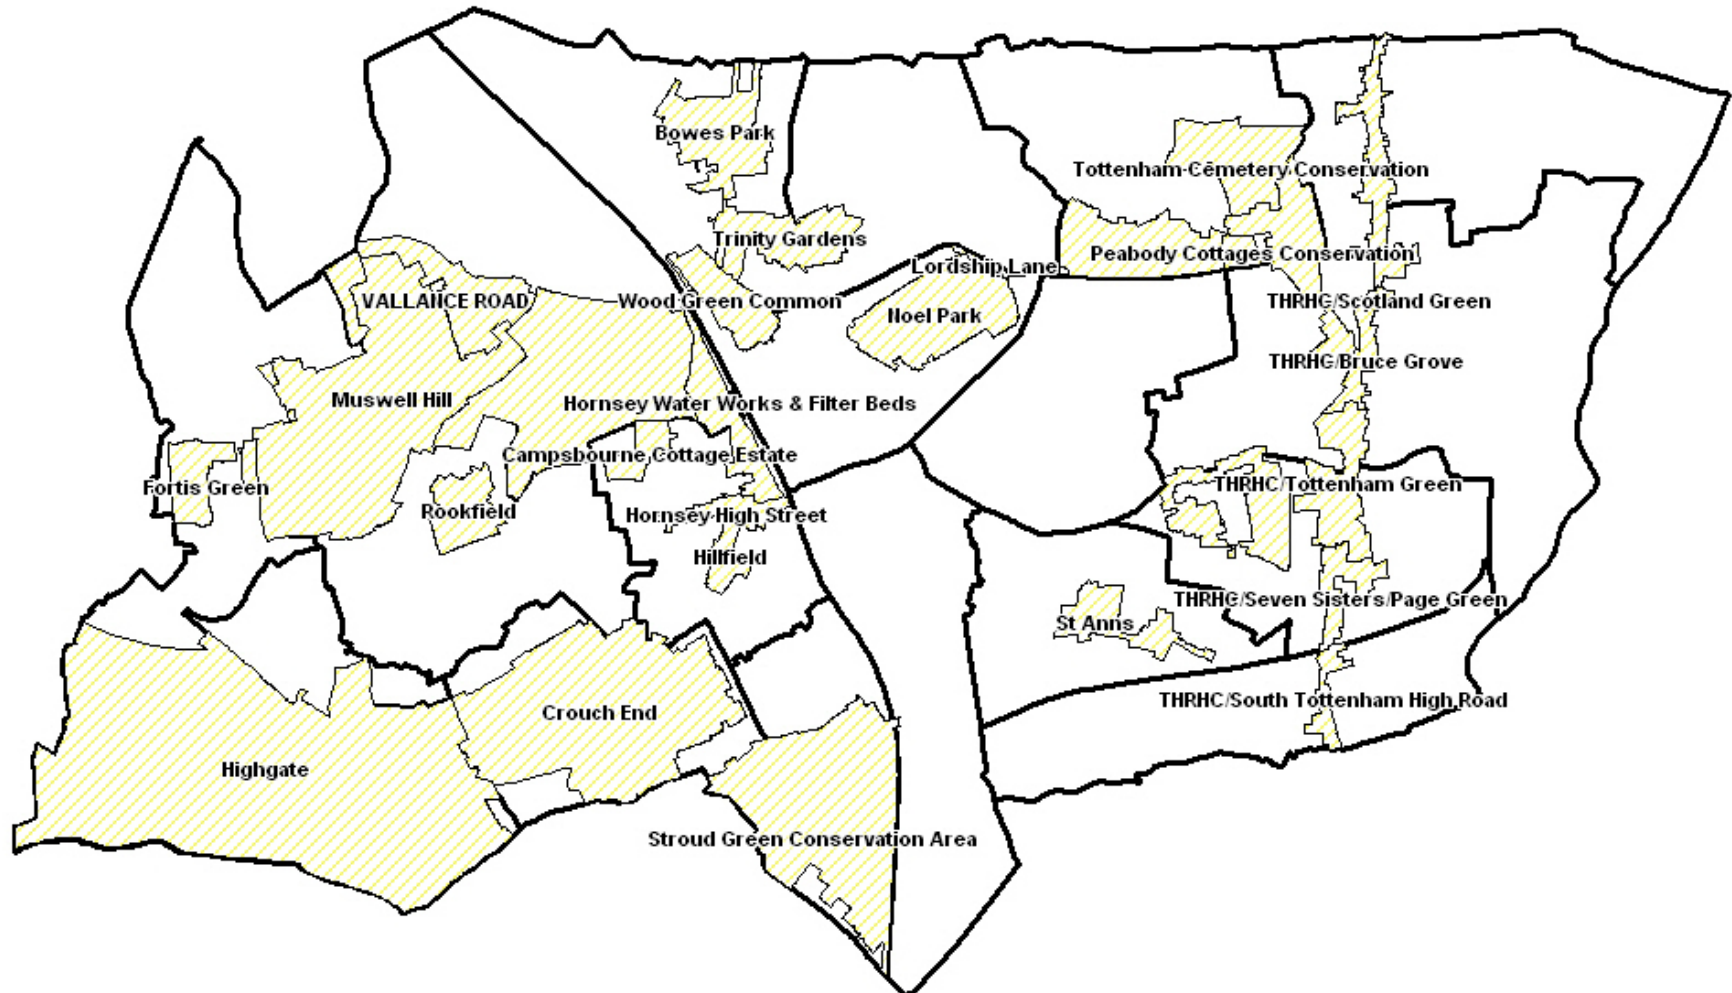 Bowes Park
Tottenham Cemetery Conservation
Trinity Gardens
Peabody Cottages Conservation
Lordship Lane
VALLANCE ROAD
Wood Green Common
THRHC/Scotland Green
Noel Park
THRHC/Bruce Grove
Muswell Hill
Hornsey Water Works & Filter Beds
Campsbourne Cottage Estate
Fortis Green
THRHC/Tottenham Green
Rookfield
Hornsey High Street
Hillfield
THRHC/Seven Sisters/Page Green
St Anns
THRHC/South Tottenham High Road
Crouch End
Highgate
Stroud Green Conservation Area